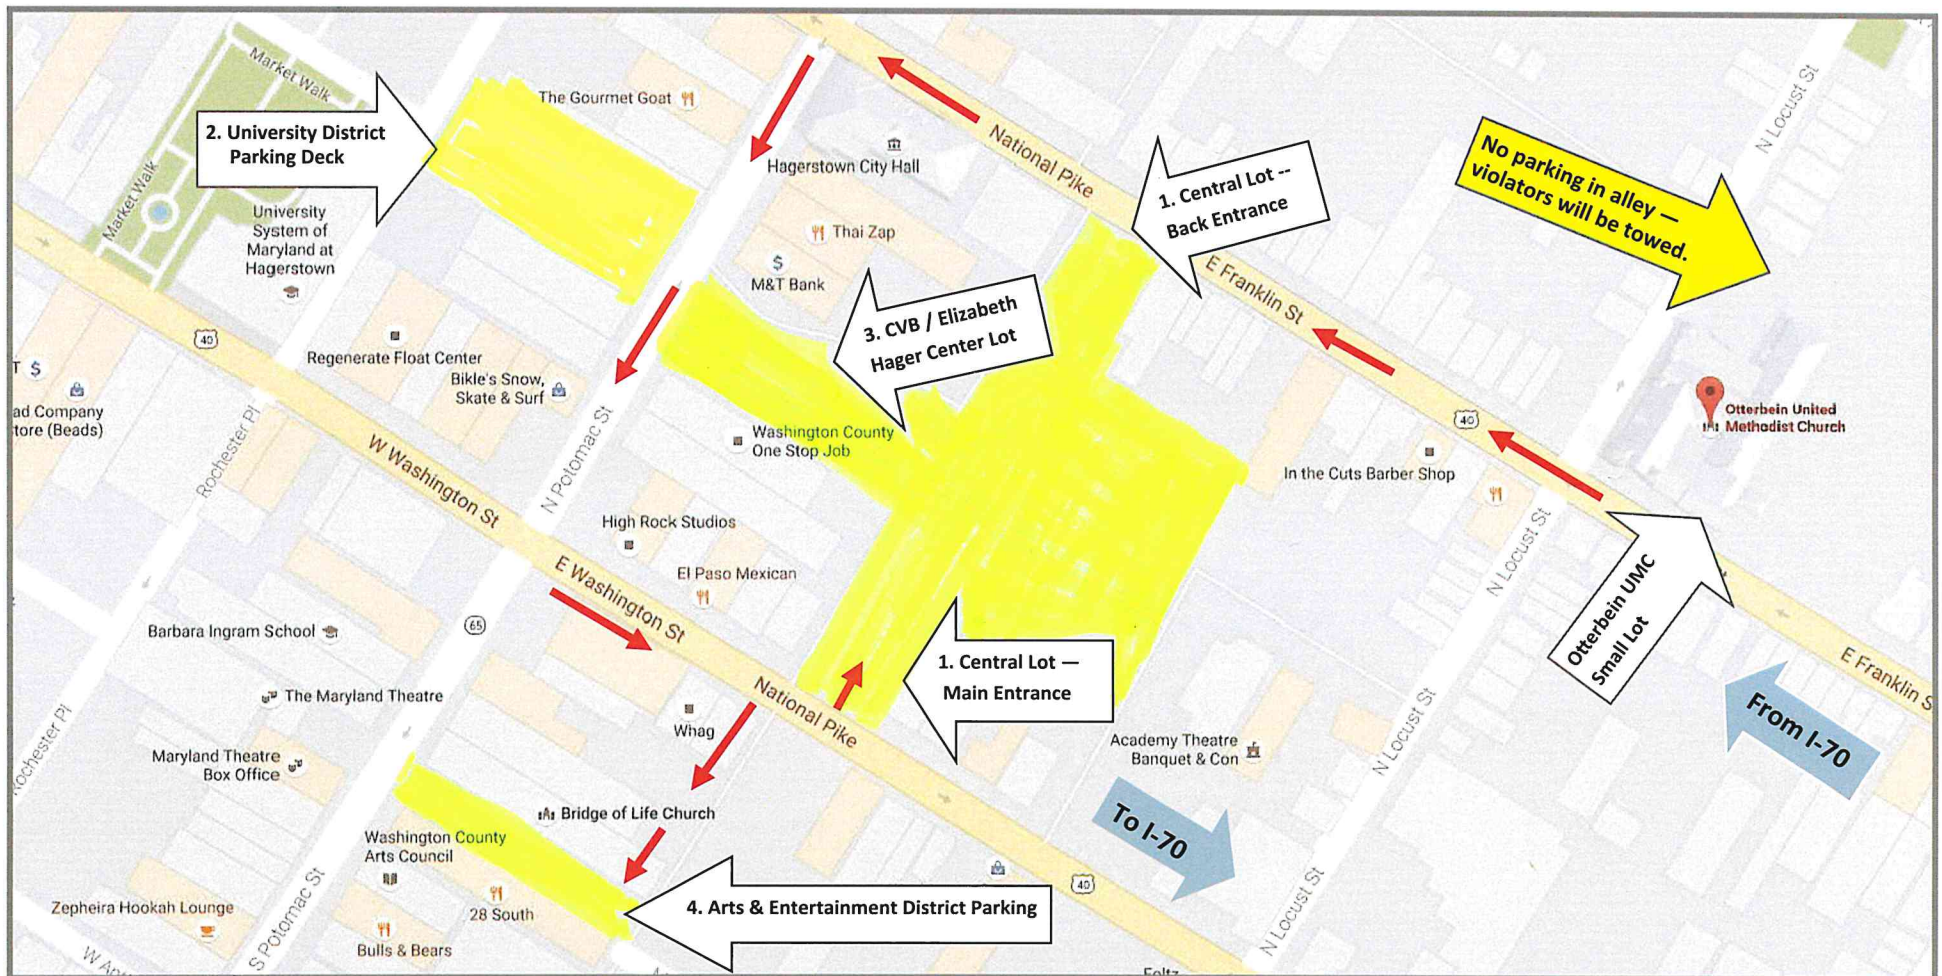 Market Walk
The Gourmet Goat
2. University District
Parking Deck
Market Walk
University
System of
Maryland at
Hagerstown
Hagerstown City Hall
National Pike
N Locust St
No parking in alley —
violators will be towed.
1. Central Lot --
Back Entrance
Thai Zap
M&T Bank
E Franklin St
3. CVB / Elizabeth
Hager Center Lot
40
Regenerate Float Center
Bikle's Snow,
Skate & Surf
T
ad Company
tore (Beads)
Rochester Pl
W Washington St
N Potomac St
Washington County
One Stop Job
40
In the Cuts Barber Shop
Otterbein United
Methodist Church
High Rock Studios
El Paso Mexican
E Washington St
N Locust St
Otterbein UMC
Small Lot
65
Barbara Ingram School
The Maryland Theatre
Maryland Theatre
Box Office
Rochester Pl
Whag
National Pike
1. Central Lot —
Main Entrance
Academy Theatre
Banquet & Con
N Locust St
From I-70
E Franklin S
To I-70
Bridge of Life Church
Washington County
Arts Council
28 South
Bulls & Bears
Zepheira Hookah Lounge
S Potomac St
W Ant
4. Arts & Entertainment District Parking
40
N Locust St
Foltz